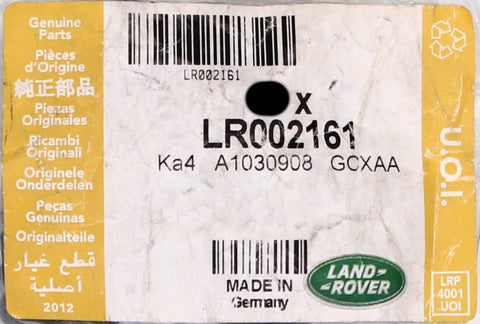 Genuine
Parts
Pièces
d'Origine
純正部品
Piezas
Originales
Ricambi
Originali
Originele
Onderdelen
Peças
Genuinas
Originalteile
قطع غيار
أصلية
2012
LR002161
X
LR002161
Ka4 A1030908 GCXAA
MADE IN
Germany
LAND-
-ROVER
U.O.I.
LRP
4001
UOI